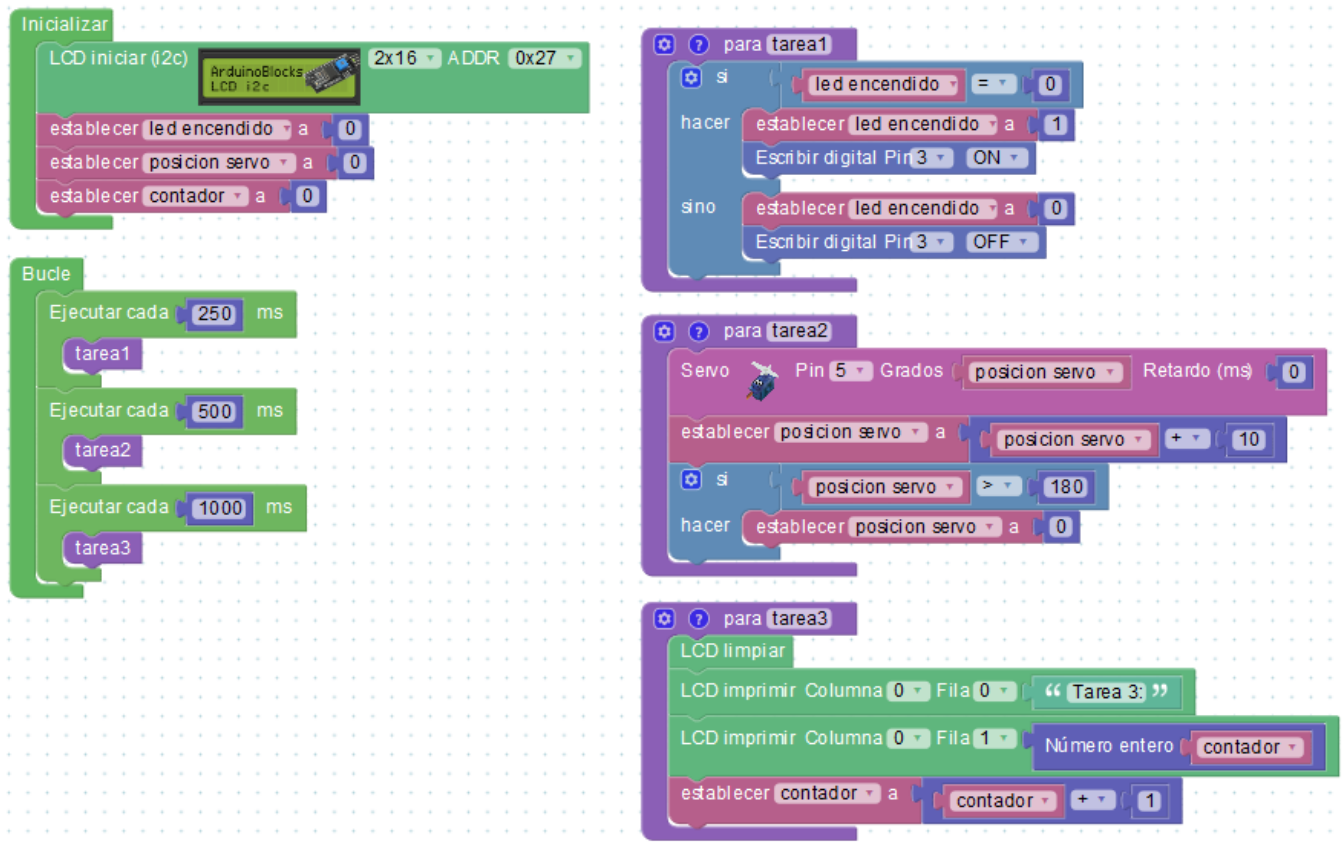 Inicializar
LCD iniciar (i2c) ArduinoBlocks LCD i2c 2x16 ADDR 0x27
establecer led encendido a 0
establecer posicion servo a 0
establecer contador a 0
Bucle
Ejecutar cada 250 ms
tarea1
Ejecutar cada 500 ms
tarea2
Ejecutar cada 1000 ms
tarea3
? para tarea1
si led encendido = 0
hacer establecer led encendido a 1
Escribir digital Pin 3 ON
sino establecer led encendido a 0
Escribir digital Pin 3 OFF
? para tarea2
Servo Pin 5 Grados posicion servo Retardo (ms) 0
establecer posicion servo a posicion servo + 10
si posicion servo > 180
hacer establecer posicion servo a 0
? para tarea3
LCD limpiar
LCD imprimir Columna 0 Fila 0 “ Tarea 3: ”
LCD imprimir Columna 0 Fila 1 Número entero contador
establecer contador a contador + 1